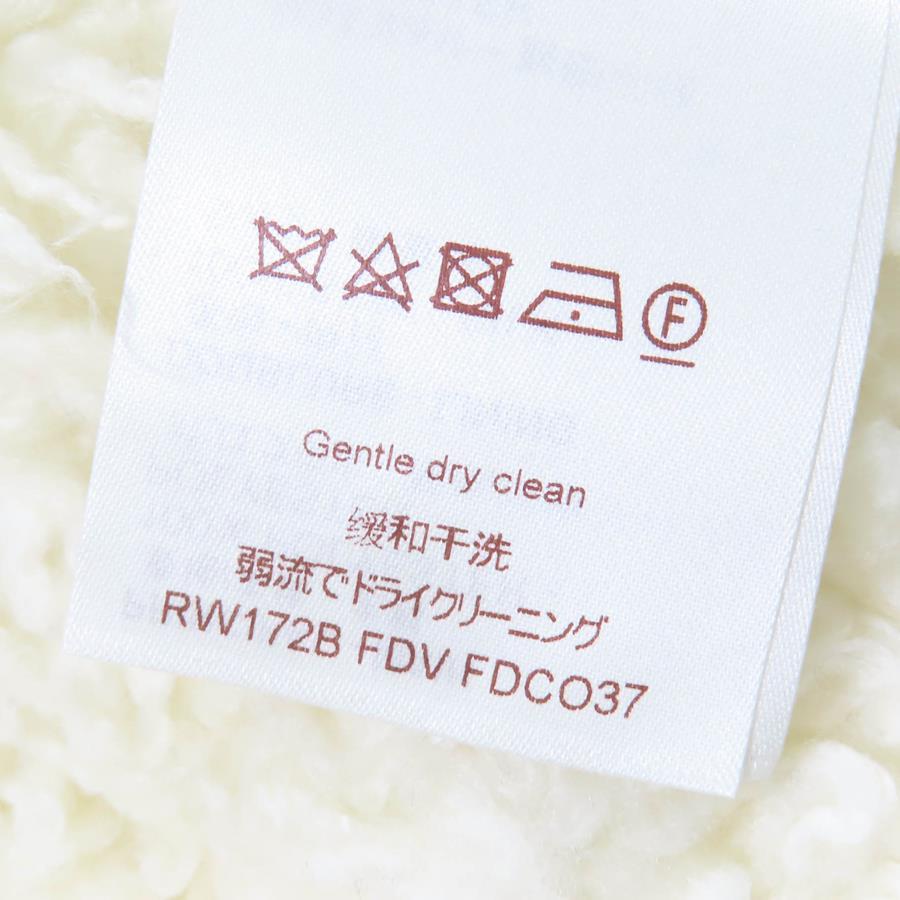 F
Gentle dry clean
缓和干洗
弱流でドライクリーニング
RW172B FDV FDCO37